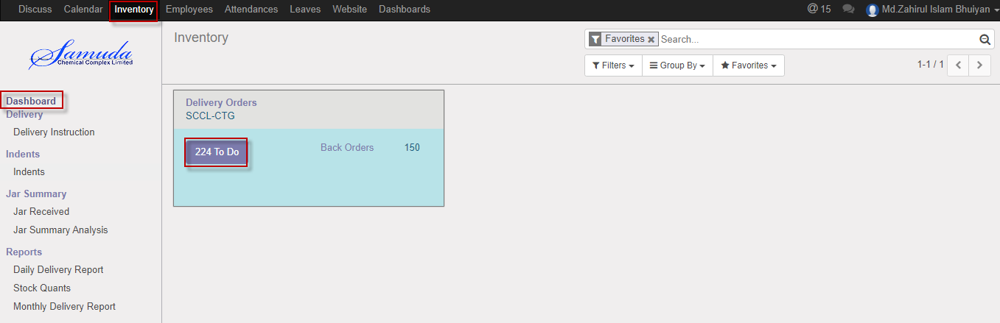 Discuss Calendar Inventory Employees Attendances Leaves Website Dashboards @ 15 Md.Zahirul Islam Bhuiyan
Samuda
Chemical Complex Limited
Inventory
Favorites Search...
Filters Group By Favorites 1-1 / 1
Dashboard
Delivery
Delivery Instruction
Indents
Indents
Jar Summary
Jar Received
Jar Summary Analysis
Reports
Daily Delivery Report
Stock Quants
Monthly Delivery Report
Delivery Orders
SCCL-CTG
224 To Do Back Orders 150